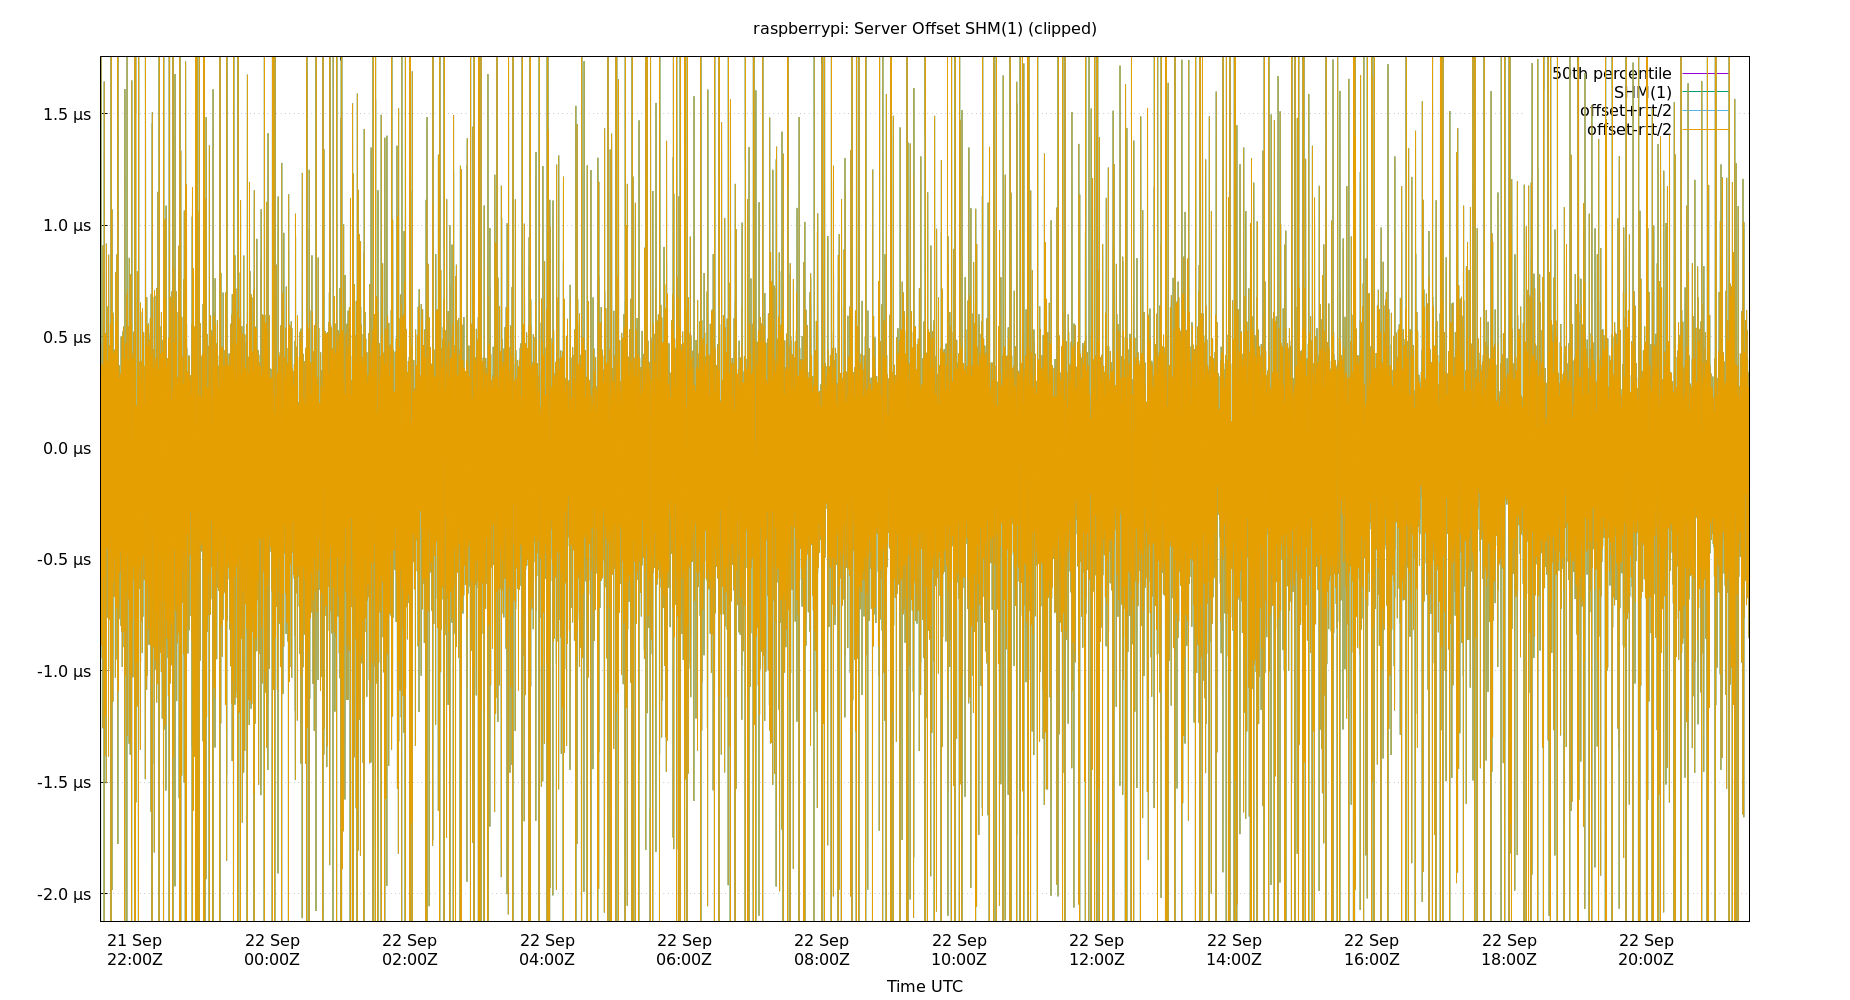 raspberrypi: Server Offset SHM(1) (clipped)
50th percentile
SHM(1)
offset+rtt/2
offset-rtt/2
1.5 µs
1.0 µs
0.5 µs
0.0 µs
-0.5 µs
-1.0 µs
-1.5 µs
-2.0 µs
21 Sep 22 Sep 22 Sep 22 Sep 22 Sep 22 Sep 22 Sep 22 Sep 22 Sep 22 Sep 22 Sep 22 Sep
22:00Z 00:00Z 02:00Z 04:00Z 06:00Z 08:00Z 10:00Z 12:00Z 14:00Z 16:00Z 18:00Z 20:00Z
Time UTC